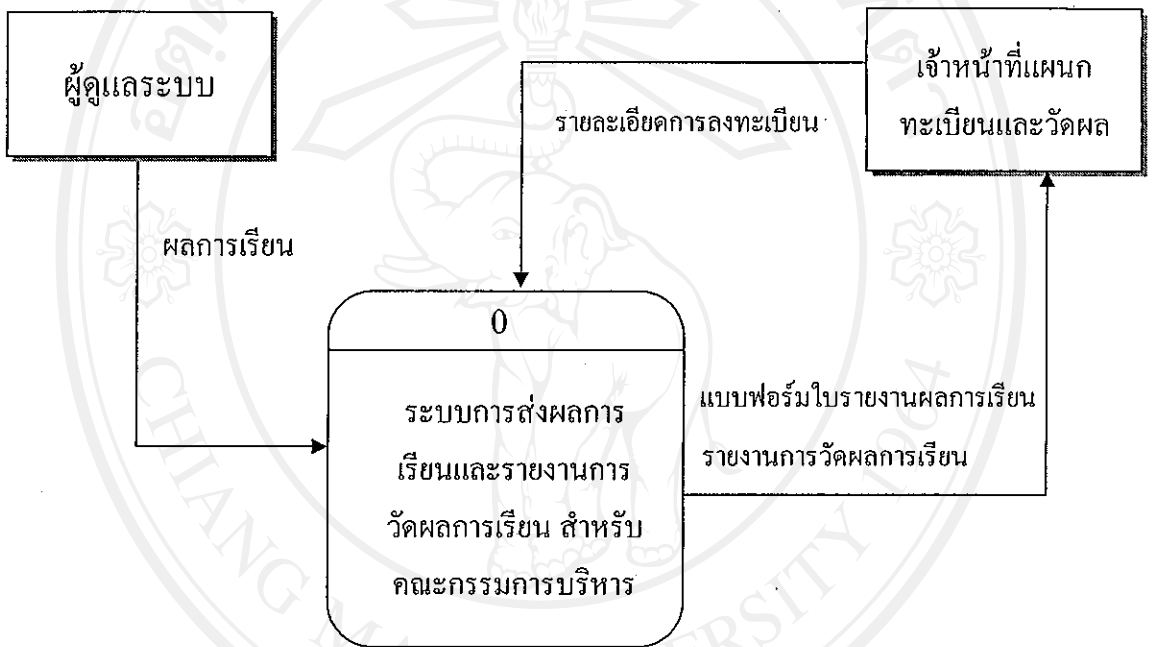 ผู้ดูแลระบบ
เจ้าหน้าที่แผนก
ทะเบียนและวัดผล
รายละเอียดการลงทะเบียน
ผลการเรียน
0
ระบบการส่งผลการ
เรียนและรายงานการ
วัดผลการเรียน สำหรับ
คณะกรรมการบริหาร
แบบฟอร์มใบรายงานผลการเรียน
รายงานการวัดผลการเรียน
CHIANG MAI UNIVERSITY 1904